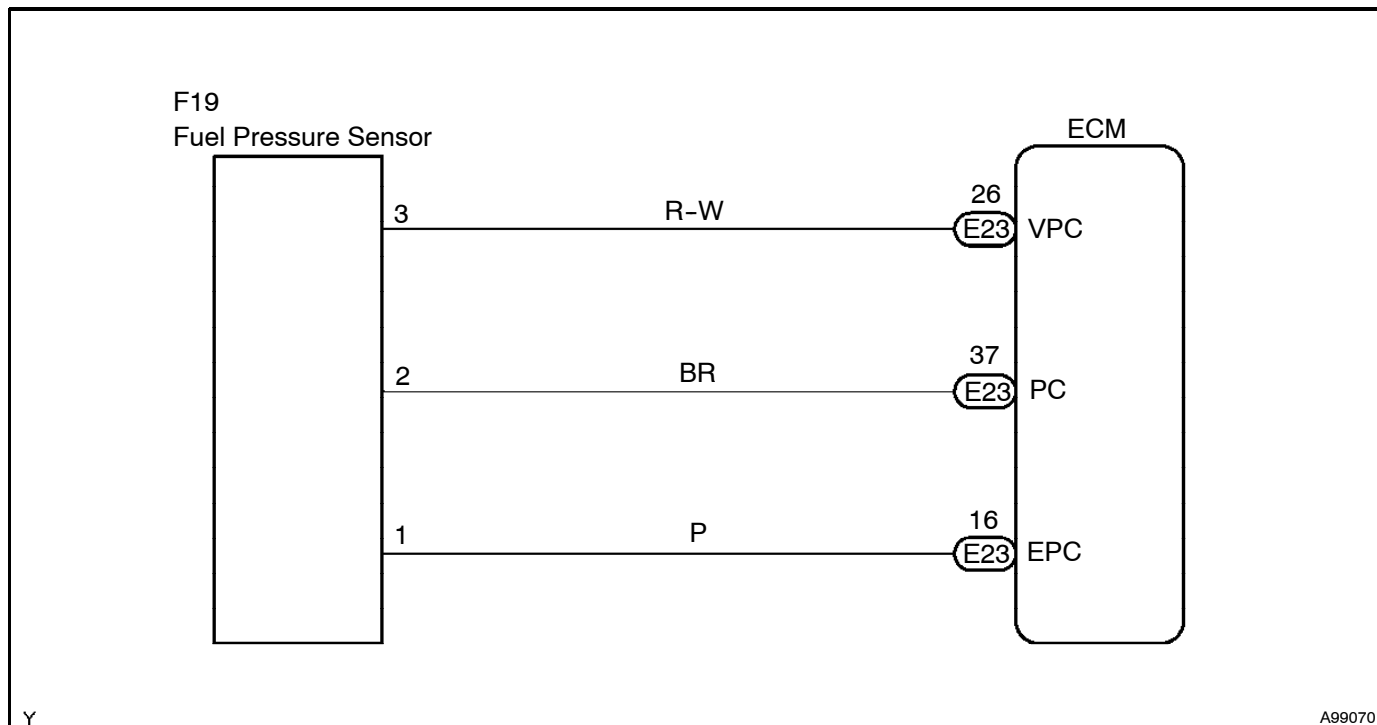 F19
Fuel Pressure Sensor
ECM
3 R-W 26 E23 VPC
2 BR 37 E23 PC
1 P 16 E23 EPC
Y
A99070